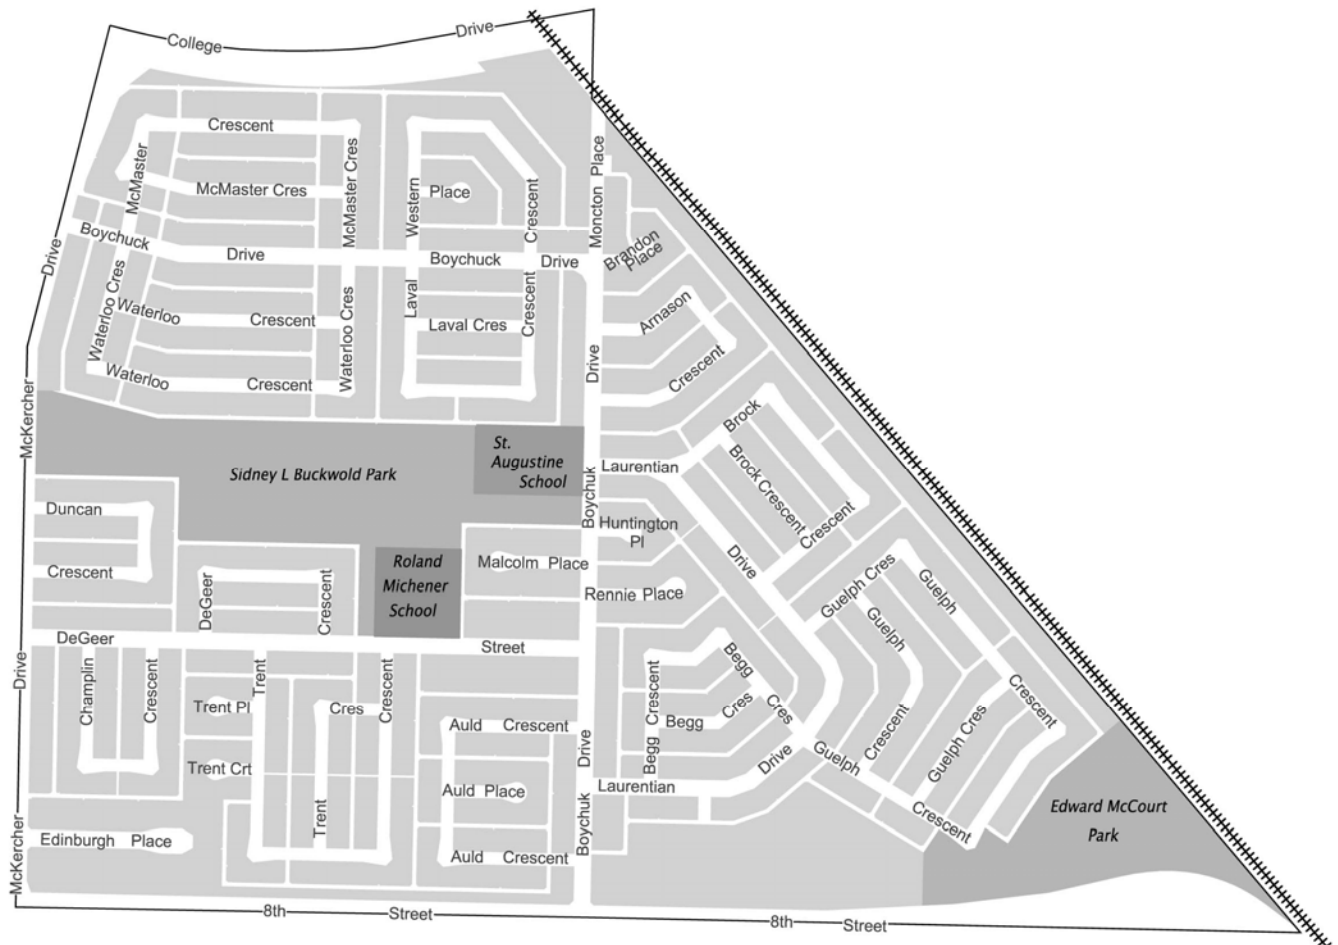 College
Drive
Crescent
McMaster
McMaster Cres
McMaster Cres
Western
Place
Crescent
Moncton Place
Brandon
Place
Boychuck
Drive
Boychuck
Drive
Drive
Waterloo Cres
Waterloo
Crescent
Waterloo Cres
Waterloo
Crescent
Laval
Laval Cres
Crescent
Arnason
Crescent
Drive
McKercher
Brock
Brock Crescent
Crescent
Sidney L Buckwold Park
St.
Augustine
School
Boychuk
Laurentian
Drive
Huntington
Pl
Duncan
Crescent
DeGeer
Crescent
Roland
Michener
School
Malcolm Place
Rennie Place
Guelph Cres
Guelph
Guelph
Crescent
Crescent
Guelph Cres
Guelph
Crescent
DeGeer
Street
Drive
Champlin
Crescent
Trent
Trent Pl
Trent Crt
Cres
Crescent
Trent
Auld Crescent
Auld Place
Auld Crescent
Drive
Boychuk
Begg
Cres
Begg Crescent
Begg
Cres
Drive
Laurentian
Edinburgh Place
McKercher
Edward McCourt
Park
8th
Street
8th
Street